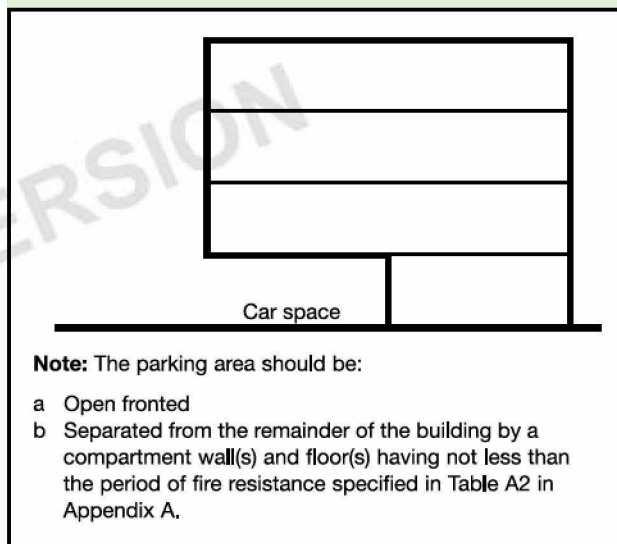 ERSION
Car space
Note: The parking area should be:
a Open fronted
b Separated from the remainder of the building by a
compartment wall(s) and floor(s) having not less than
the period of fire resistance specified in Table A2 in
Appendix A.